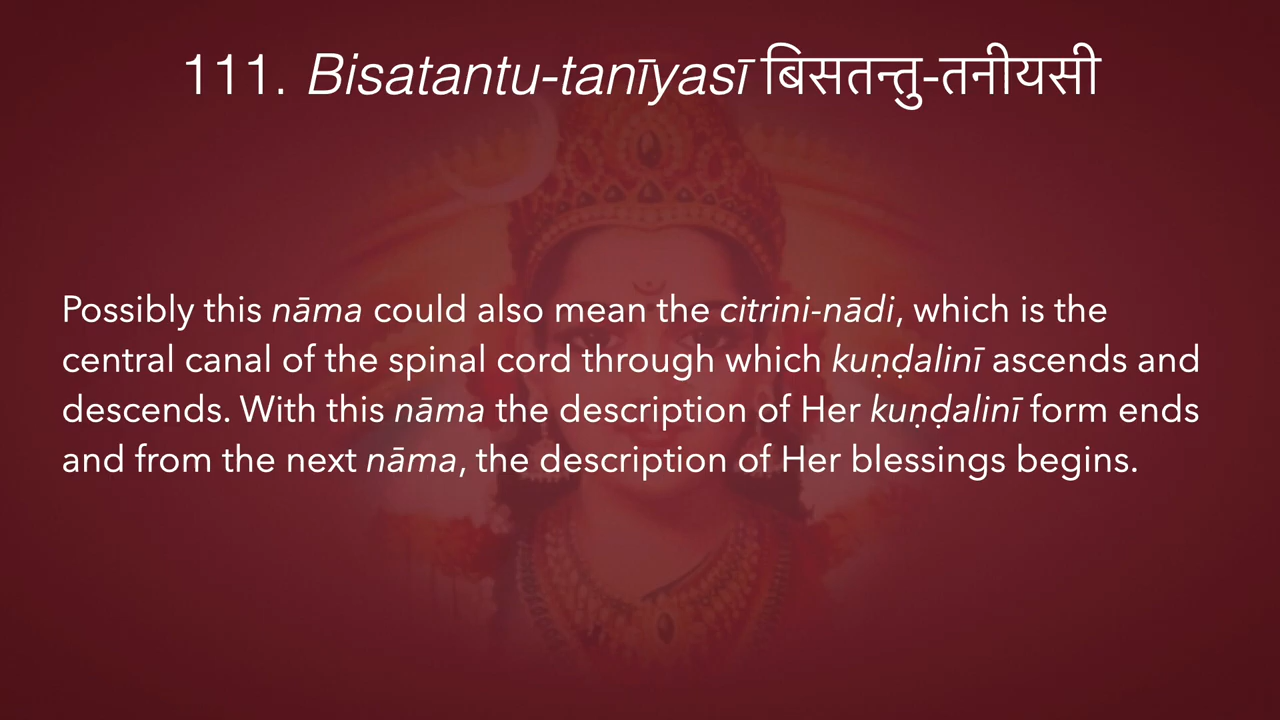 111. Bisatantu-tanīyasī बिसतन्तु-तनीयसी
Possibly this nāma could also mean the citrini-nādi, which is the
central canal of the spinal cord through which kuṇḍalinī ascends and
descends. With this nāma the description of Her kuṇḍalinī form ends
and from the next nāma, the description of Her blessings begins.